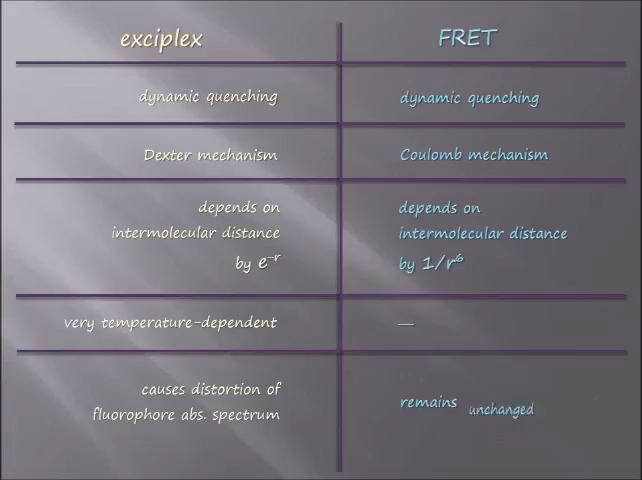 exciplex FRET
dynamic quenching dynamic quenching
Dexter mechanism Coulomb mechanism
depends on depends on
intermolecular distance intermolecular distance
by e⁻ʳ by 1/r⁶
very temperature-dependent —
causes distortion of remains unchanged
fluorophore abs. spectrum